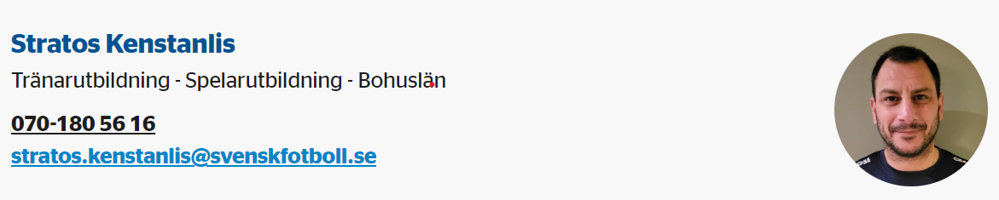 Stratos Kenstanlis
Tränarutbildning - Spelarutbildning - Bohuslän
070-180 56 16
stratos.kenstanlis@svenskfotboll.se